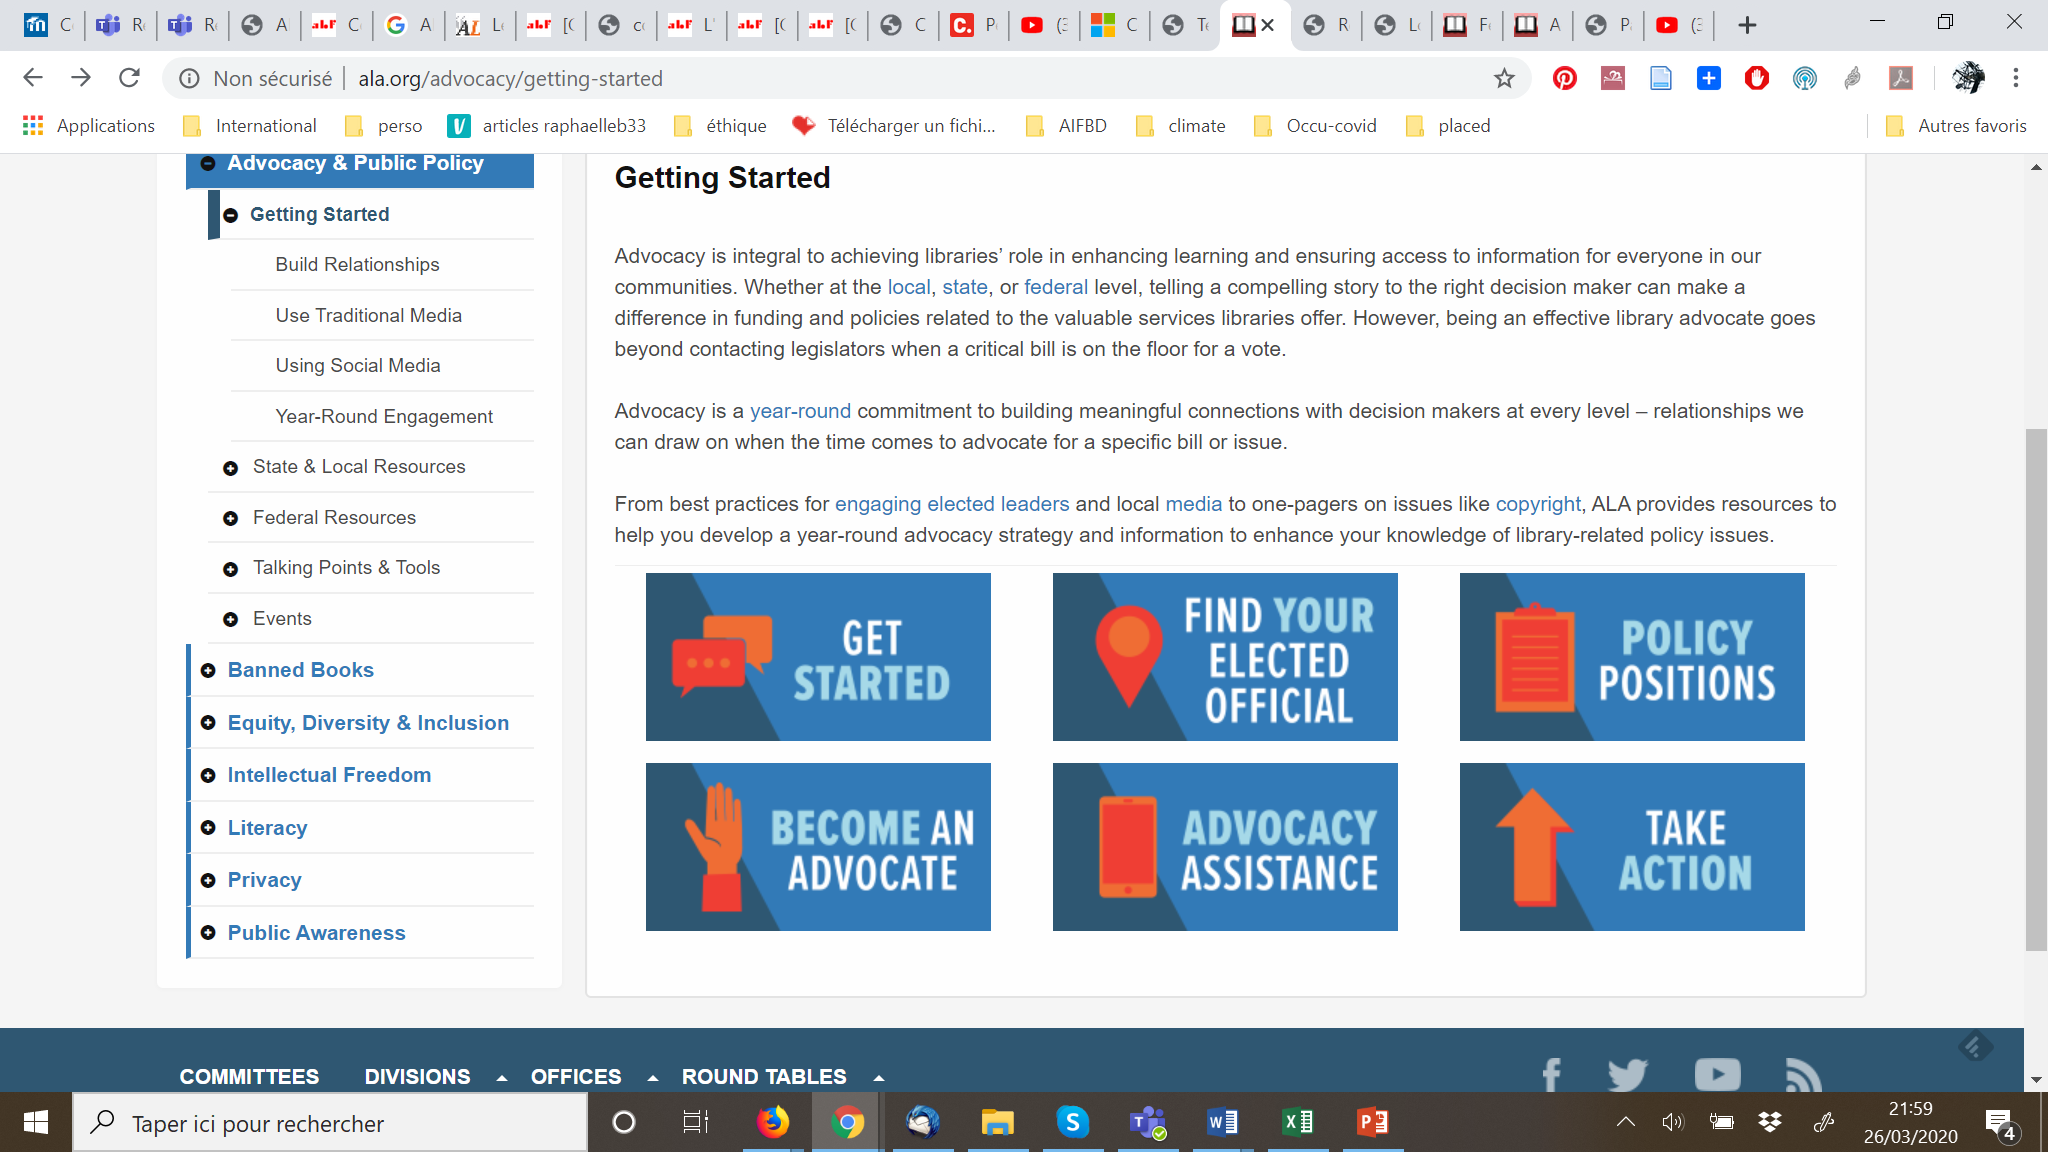 C
R
R
A
C
A
L
[(
c
L'
[(
[(
C
P
(3
C
T
R
L
F
A
P
(3
Non sécurisé
ala.org/advocacy/getting-started
Applications
International
perso
articles raphaelleb33
éthique
Télécharger un fichi...
AIFBD
climate
Occu-covid
placed
Autres favoris
Advocacy & Public Policy
Getting Started
Build Relationships
Use Traditional Media
Using Social Media
Year-Round Engagement
State & Local Resources
Federal Resources
Talking Points & Tools
Events
Banned Books
Equity, Diversity & Inclusion
Intellectual Freedom
Literacy
Privacy
Public Awareness
Getting Started
Advocacy is integral to achieving libraries’ role in enhancing learning and ensuring access to information for everyone in our
communities. Whether at the local, state, or federal level, telling a compelling story to the right decision maker can make a
difference in funding and policies related to the valuable services libraries offer. However, being an effective library advocate goes
beyond contacting legislators when a critical bill is on the floor for a vote.
Advocacy is a year-round commitment to building meaningful connections with decision makers at every level – relationships we
can draw on when the time comes to advocate for a specific bill or issue.
From best practices for engaging elected leaders and local media to one-pagers on issues like copyright, ALA provides resources to
help you develop a year-round advocacy strategy and information to enhance your knowledge of library-related policy issues.
GET
STARTED
FIND YOUR
ELECTED
OFFICIAL
POLICY
POSITIONS
BECOME AN
ADVOCATE
ADVOCACY
ASSISTANCE
TAKE
ACTION
COMMITTEES
DIVISIONS
OFFICES
ROUND TABLES
Taper ici pour rechercher
21:59
26/03/2020
4